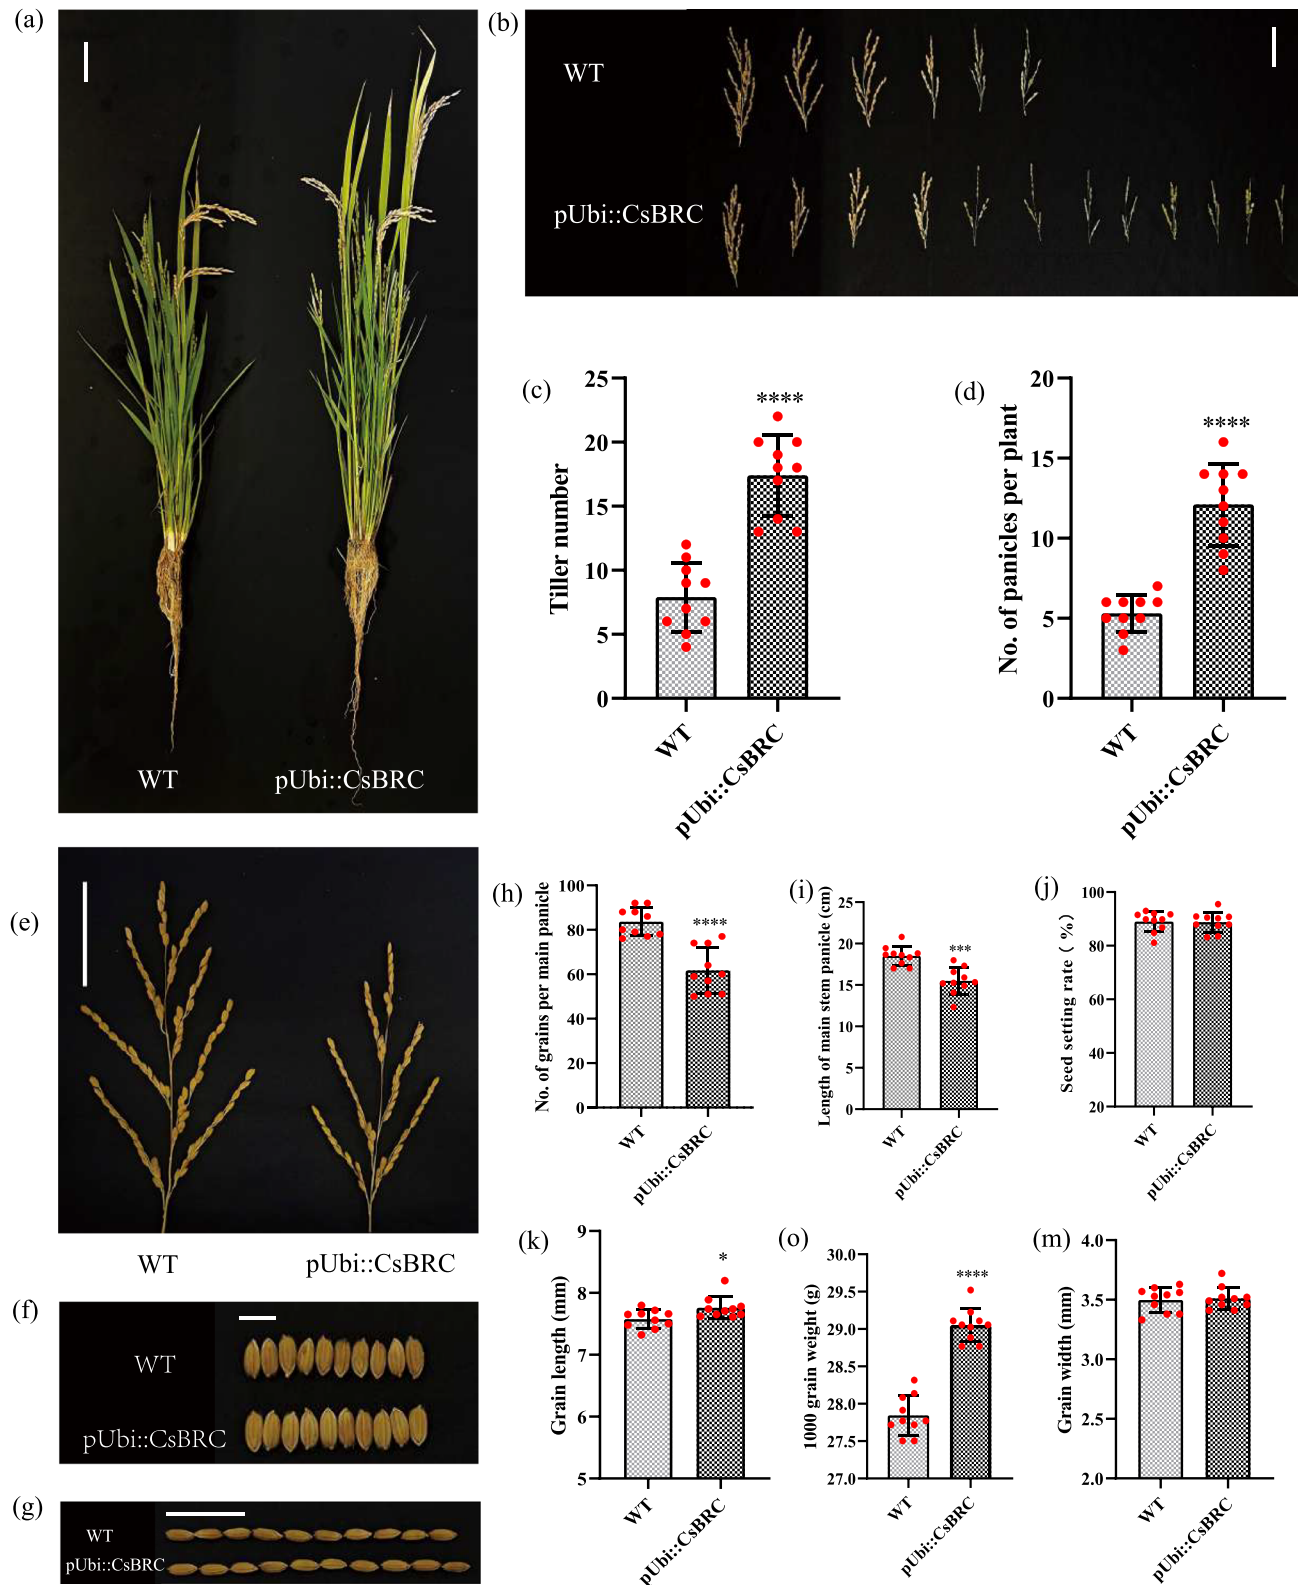 (a)
WT
pUbi::CsBRC
(b)
WT
pUbi::CsBRC
(c)
Tiller number
25
20
15
10
5
0
****
WT
pUbi::CsBRC
(d)
No. of panicles per plant
20
15
10
5
0
****
WT
pUbi::CsBRC
(e)
WT
pUbi::CsBRC
(f)
WT
pUbi::CsBRC
(g)
WT
pUbi::CsBRC
(h)
No. of grains per main panicle
100
80
60
40
20
0
****
WT
pUbi::CsBRC
(i)
Length of main stem panicle (cm)
25
20
15
10
5
0
***
WT
pUbi::CsBRC
(j)
Seed setting rate ( %)
100
80
60
40
20
WT
pUbi::CsBRC
(k)
Grain length (mm)
9
8
7
6
5
*
WT
pUbi::CsBRC
(o)
1000 grain weight (g)
30.0
29.5
29.0
28.5
28.0
27.5
27.0
****
WT
pUbi::CsBRC
(m)
Grain width (mm)
4.0
3.5
3.0
2.5
2.0
WT
pUbi::CsBRC